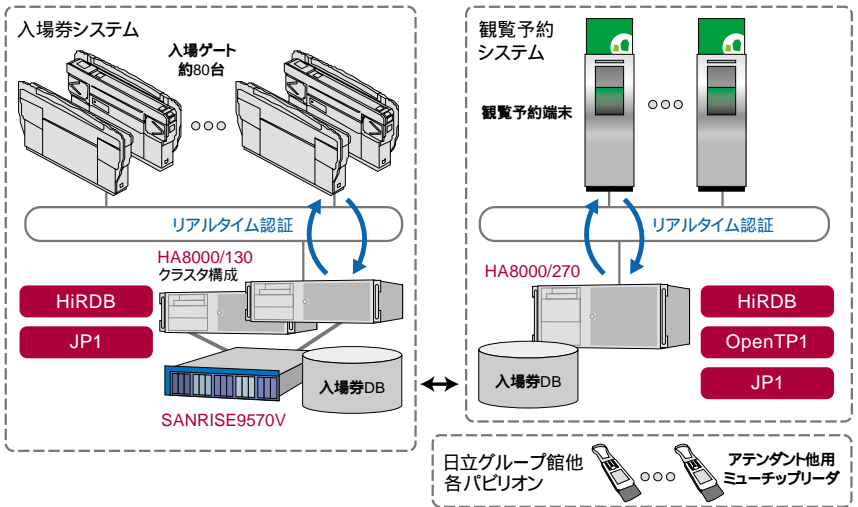 入場券システム
入場ゲート
約80台
リアルタイム認証
HA8000/130
クラスタ構成
HiRDB
JP1
入場券DB
SANRISE9570V
観覧予約
システム
観覧予約端末
リアルタイム認証
HA8000/270
HiRDB
OpenTP1
JP1
入場券DB
日立グループ館他
各パビリオン
アテンダント他用
ミューチップリーダ